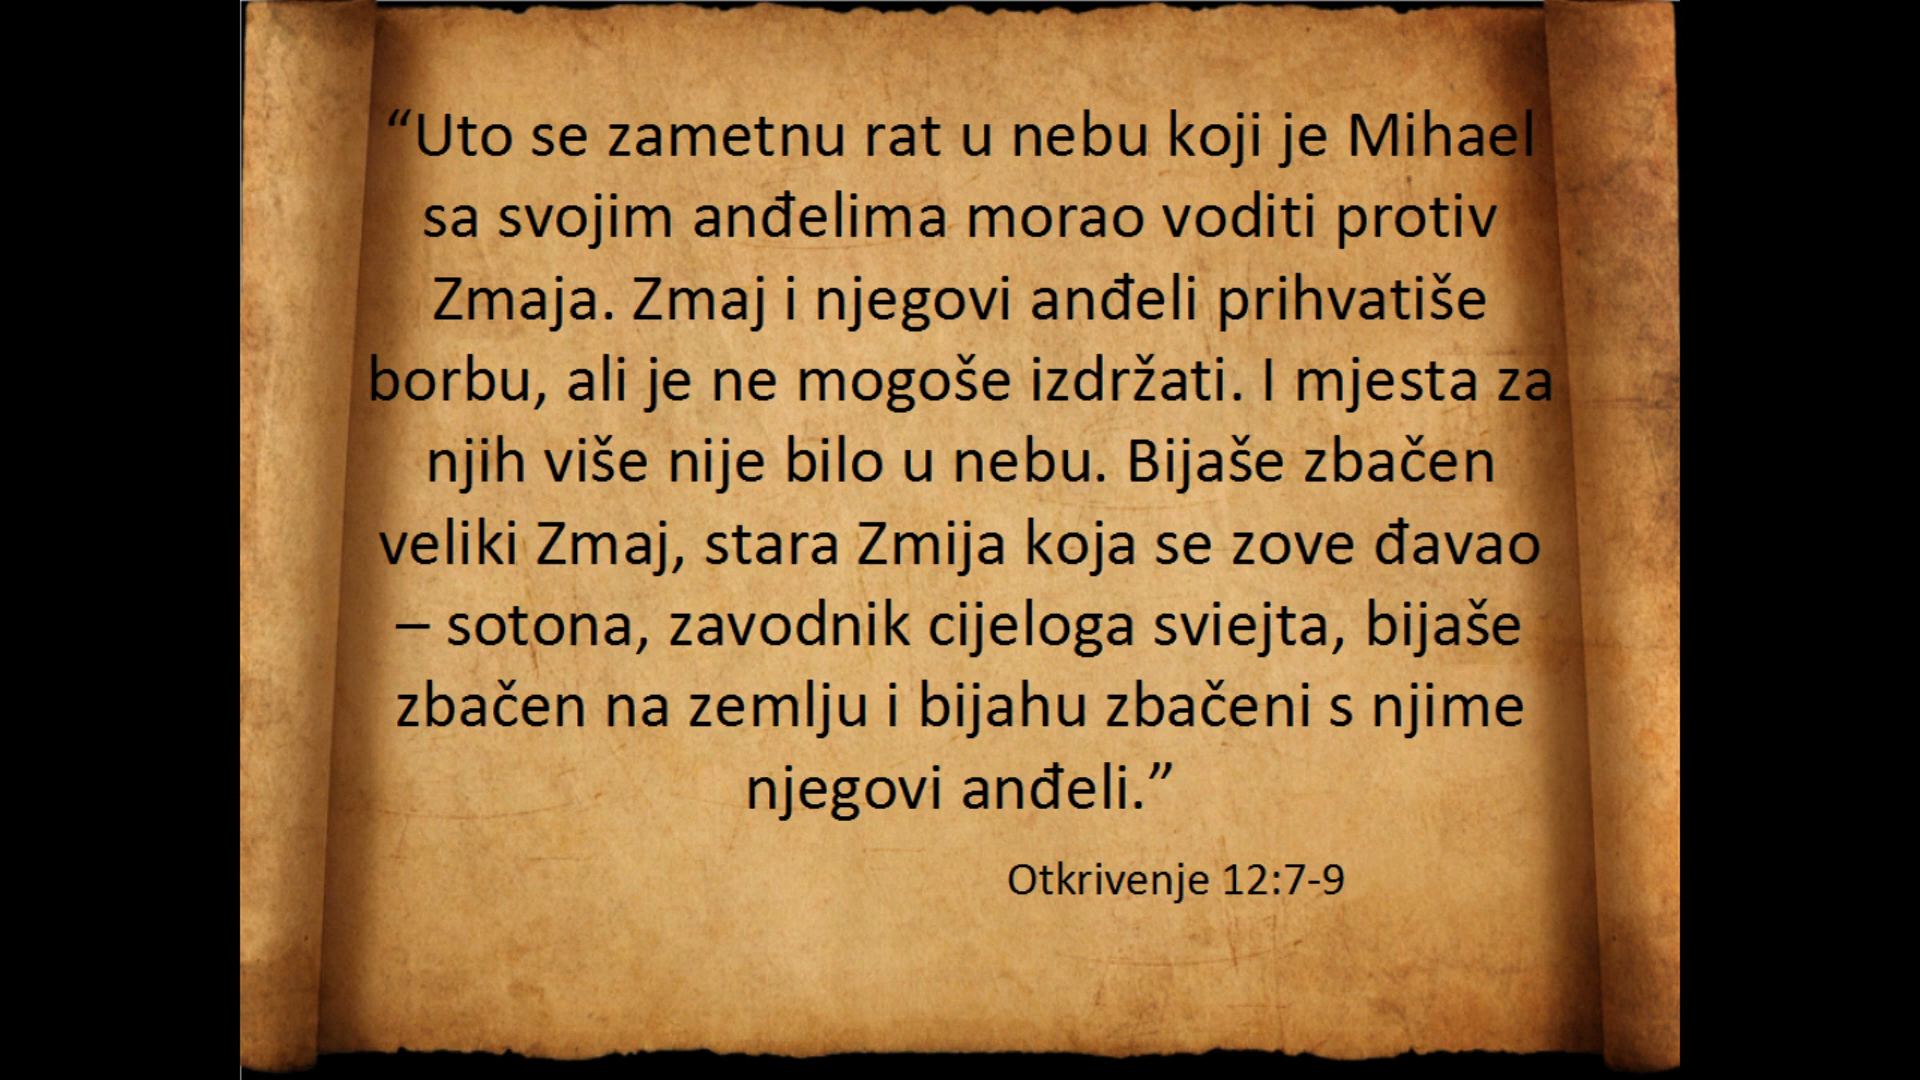 “Uto se zametnu rat u nebu koji je Mihael
sa svojim anđelima morao voditi protiv
Zmaja. Zmaj i njegovi anđeli prihvatiše
borbu, ali je ne mogoše izdržati. I mjesta za
njih više nije bilo u nebu. Bijaše zbačen
veliki Zmaj, stara Zmija koja se zove đavao
– sotona, zavodnik cijeloga sviejta, bijaše
zbačen na zemlju i bijahu zbačeni s njime
njegovi anđeli.”
Otkrivenje 12:7-9